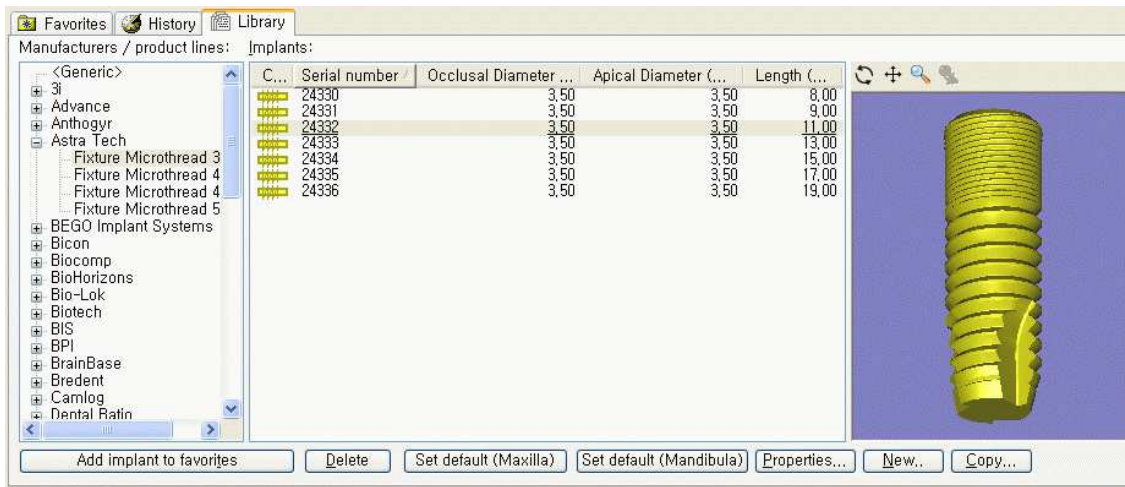 Favorites History Library
Manufacturers / product lines: Implants:
<Generic>
3i
Advance
Anthogyr
Astra Tech
Fixture Microthread 3
Fixture Microthread 4
Fixture Microthread 4
Fixture Microthread 5
BEGO Implant Systems
Bicon
Biocomp
BioHorizons
Bio-Lok
Biotech
BIS
BPI
BrainBase
Bredent
Camlog
Dental Ratio
C... Serial number Occlusal Diameter ... Apical Diameter (... Length (...
24330 3,50 3,50 8,00
24331 3,50 3,50 9,00
24332 3,50 3,50 11,00
24333 3,50 3,50 13,00
24334 3,50 3,50 15,00
24335 3,50 3,50 17,00
24336 3,50 3,50 19,00
Add implant to favorites Delete Set default (Maxilla) Set default (Mandibula) Properties... New.. Copy...